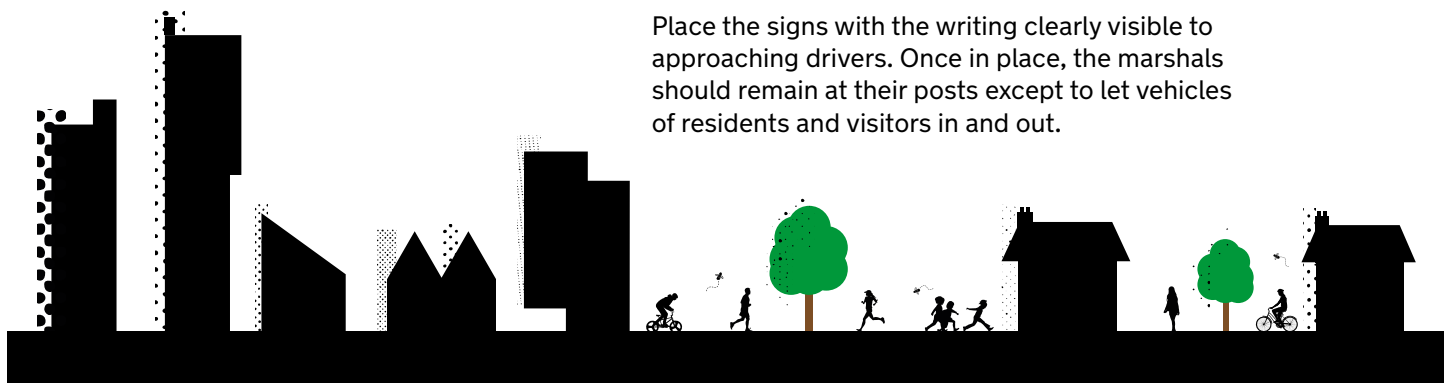 Place the signs with the writing clearly visible to
approaching drivers. Once in place, the marshals
should remain at their posts except to let vehicles
of residents and visitors in and out.